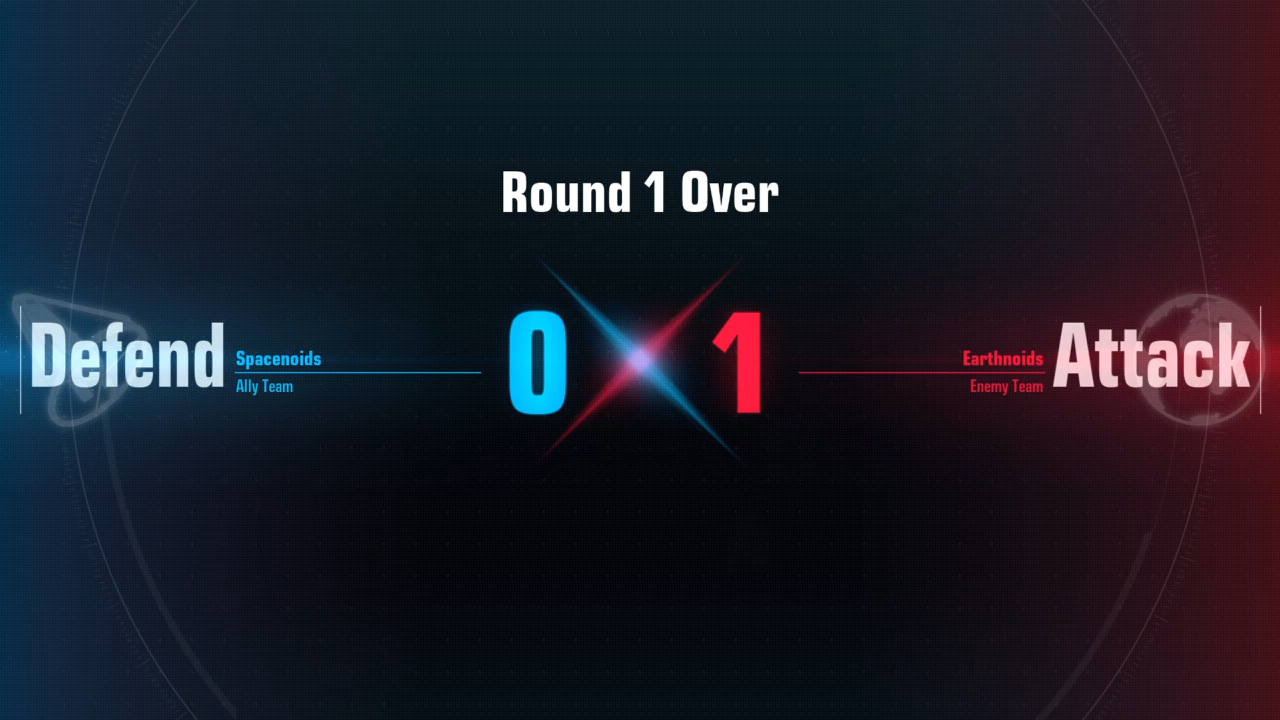 Round 1 Over
Defend
Spacenoids
Ally Team
0
1
Earthnoids
Enemy Team
Attack